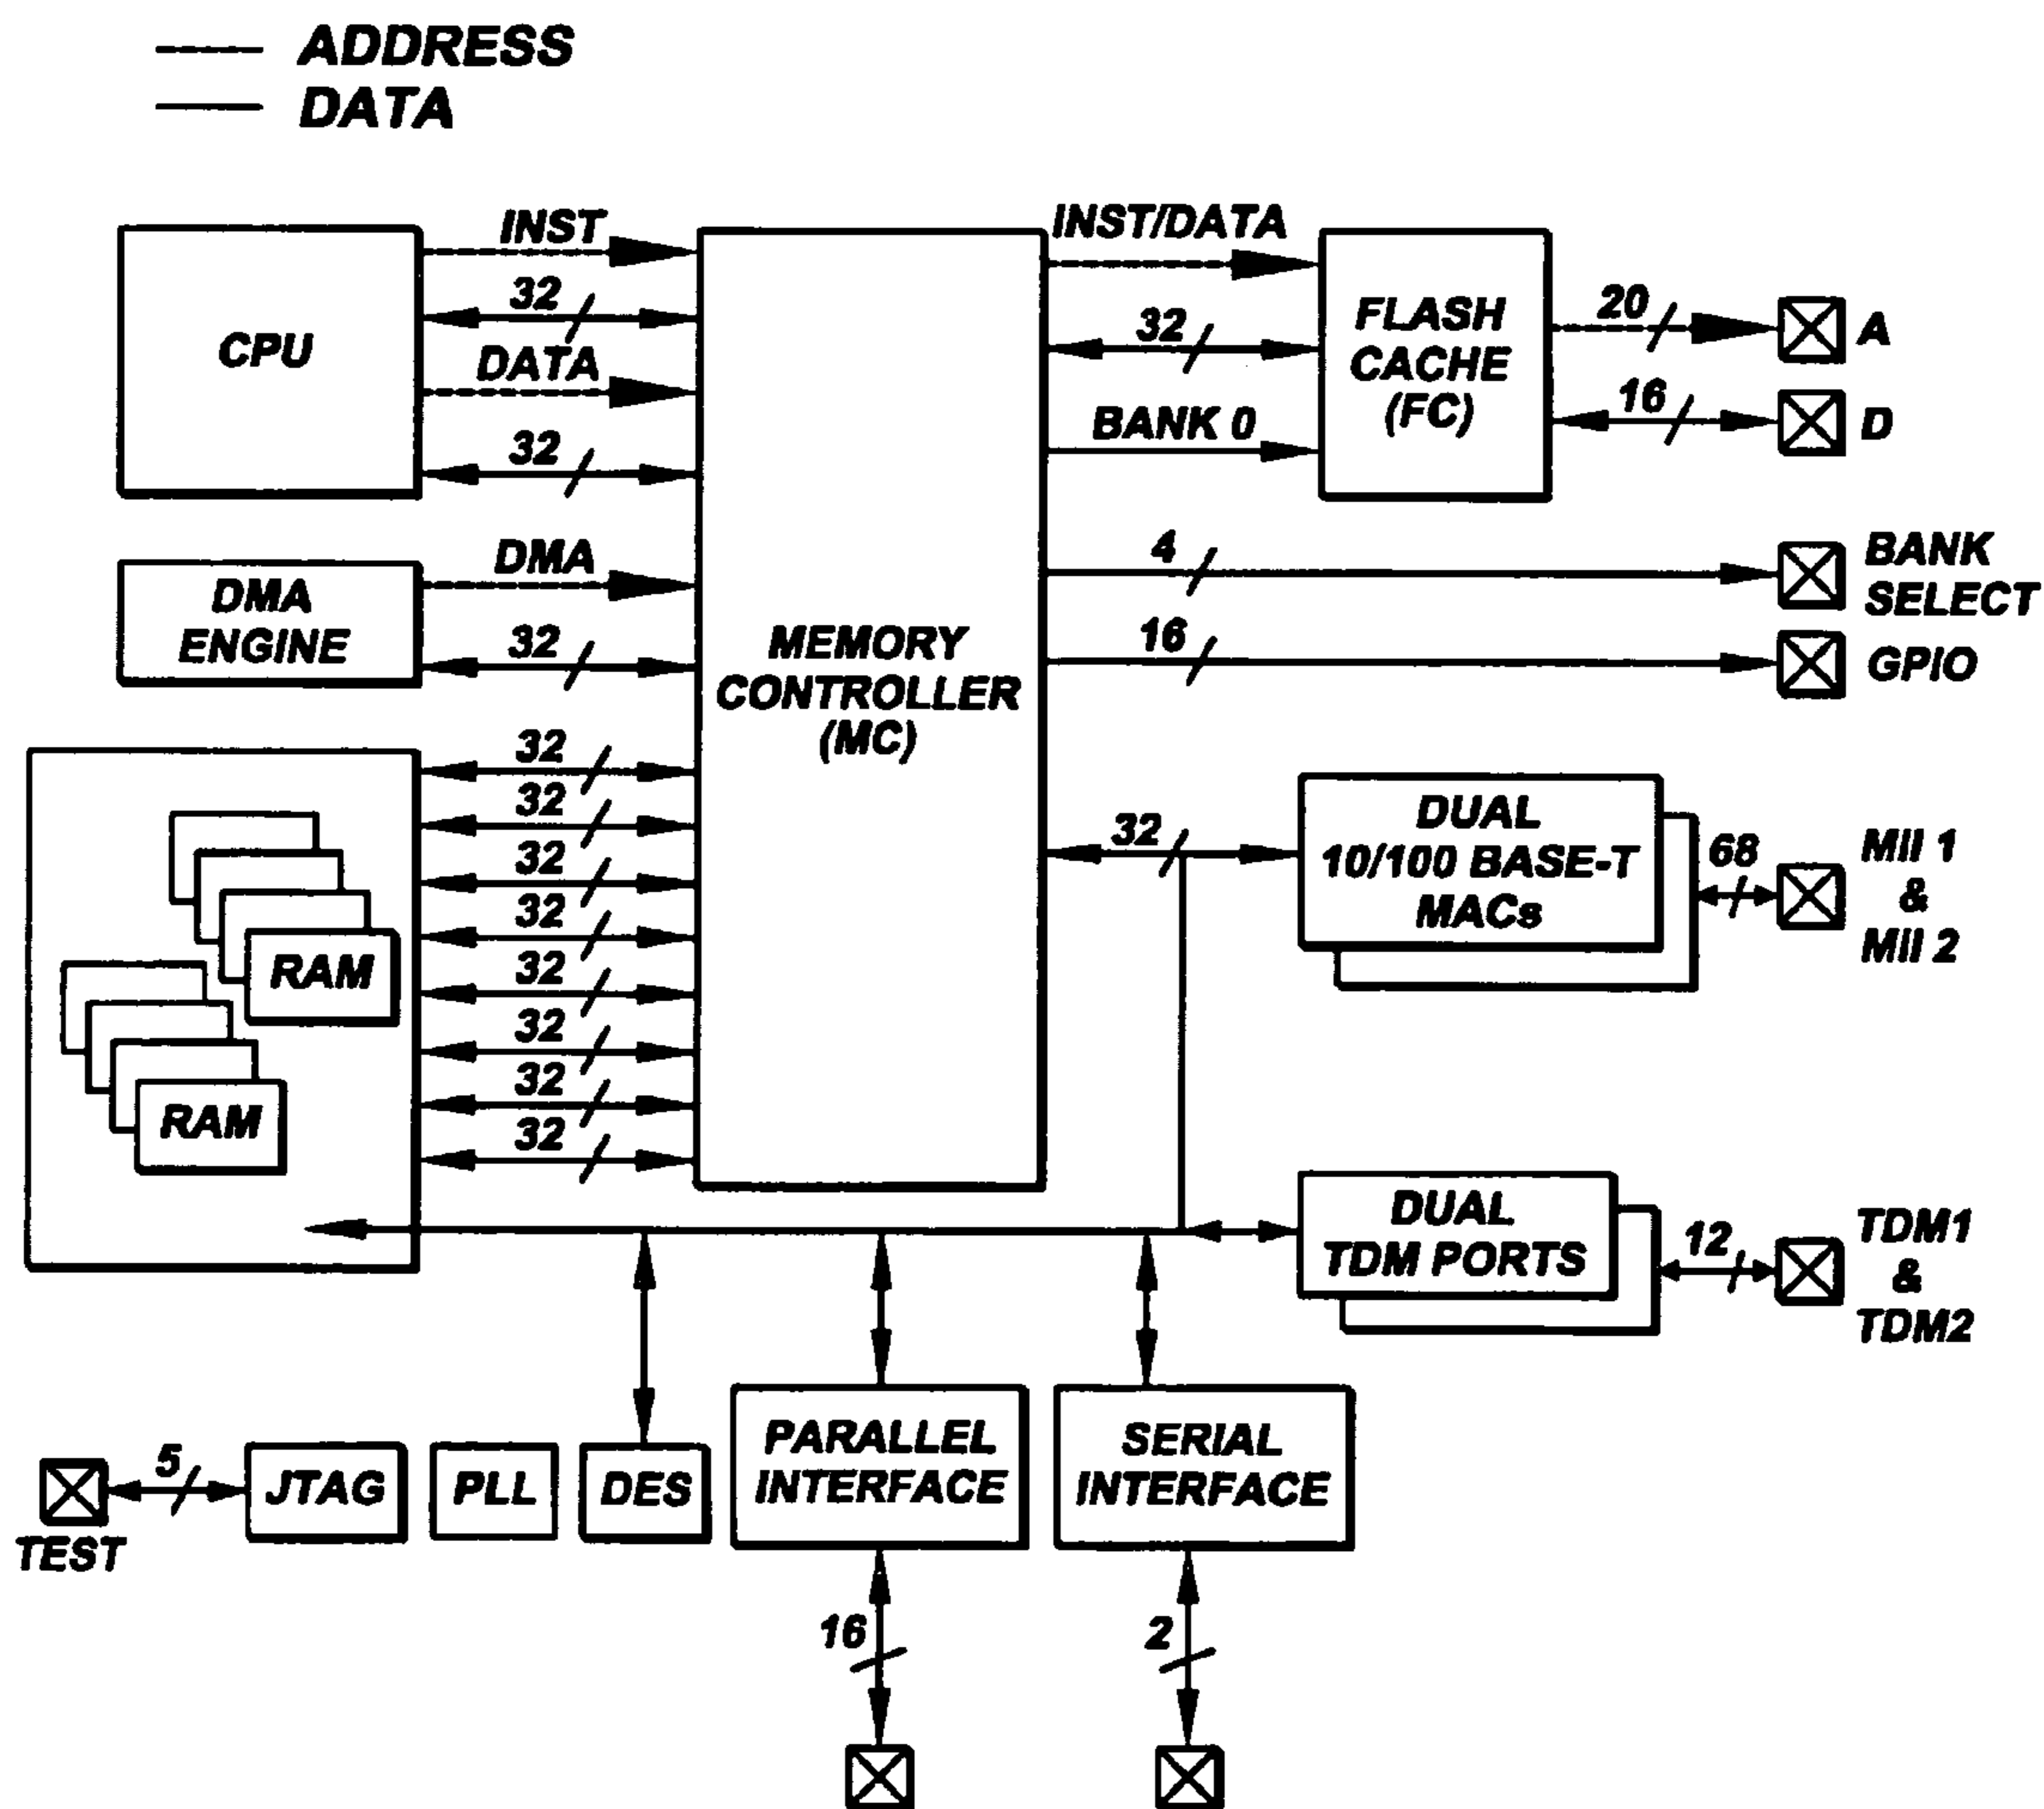 ADDRESS
DATA
INST
32
DATA
32
CPU
DMA
32
DMA
ENGINE
32
32
32
32
32
32
32
32
RAM
RAM
MEMORY
CONTROLLER
(MC)
INST/DATA
32
BANK 0
FLASH
CACHE
(FC)
20
A
16
D
4
BANK
SELECT
16
GPIO
32
DUAL
10/100 BASE-T
MACs
68
MII 1
&
MII 2
DUAL
TDM PORTS
12
TDM1
&
TDM2
5
TEST
JTAG
PLL
DES
PARALLEL
INTERFACE
SERIAL
INTERFACE
16
2